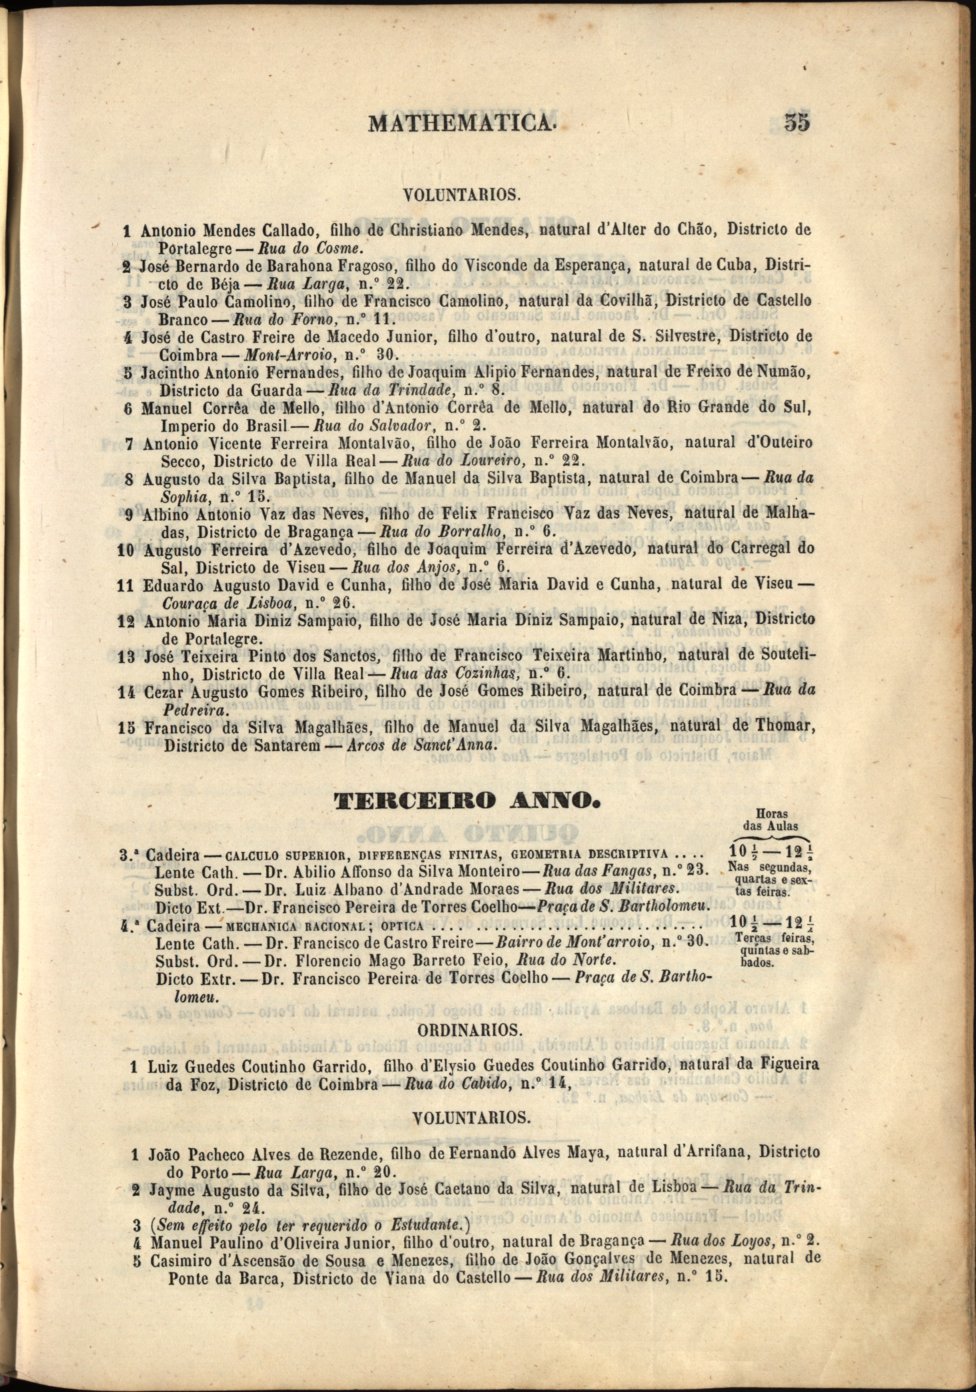 MATHEMATICA.
35
VOLUNTARIOS.
1 Antonio Mendes Callado, filho de Christiano Mendes, natural d'Alter do Chão, Districto de
Portalegre — Rua do Cosme.
2 José Bernardo de Barahona Fragoso, filho do Visconde da Esperança, natural de Cuba, Distri-
cto de Béja — Rua Larga, n.º 22.
3 José Paulo Camolino, filho de Francisco Camolino, natural da Covilhã, Districto de Castello
Branco — Rua do Forno, n.º 11.
4 José de Castro Freire de Macedo Junior, filho d'outro, natural de S. Silvestre, Districto de
Coimbra — Mont-Arroio, n.º 30.
5 Jacintho Antonio Fernandes, filho de Joaquim Alipio Fernandes, natural de Freixo de Numão,
Districto da Guarda — Rua da Trindade, n.º 8.
6 Manuel Corrêa de Mello, filho d'Antonio Corrêa de Mello, natural do Rio Grande do Sul,
Imperio do Brasil — Rua do Salvador, n.º 2.
7 Antonio Vicente Ferreira Montalvão, filho de João Ferreira Montalvão, natural d'Outeiro
Secco, Districto de Villa Real — Rua do Loureiro, n.º 22.
8 Augusto da Silva Baptista, filho de Manuel da Silva Baptista, natural de Coimbra — Rua da
Sophia, n.º 15.
9 Albino Antonio Vaz das Neves, filho de Felix Francisco Vaz das Neves, natural de Malha-
das, Districto de Bragança — Rua do Borralho, n.º 6.
10 Augusto Ferreira d'Azevedo, filho de Joaquim Ferreira d'Azevedo, natural do Carregal do
Sal, Districto de Viseu — Rua dos Anjos, n.º 6.
11 Eduardo Augusto David e Cunha, filho de José Maria David e Cunha, natural de Viseu —
Couraça de Lisboa, n.º 26.
12 Antonio Maria Diniz Sampaio, filho de José Maria Diniz Sampaio, natural de Niza, Districto
de Portalegre.
13 José Teixeira Pinto dos Sanctos, filho de Francisco Teixeira Martinho, natural de Souteli-
nho, Districto de Villa Real — Rua das Cozinhas, n.º 6.
14 Cezar Augusto Gomes Ribeiro, filho de José Gomes Ribeiro, natural de Coimbra — Rua da
Pedreira.
15 Francisco da Silva Magalhães, filho de Manuel da Silva Magalhães, natural de Thomar,
Districto de Santarem — Arcos de Sanct'Anna.
TERCEIRO ANNO.
Horas
das Aulas
3.ª Cadeira — CALCULO SUPERIOR, DIFFERENÇAS FINITAS, GEOMETRIA DESCRIPTIVA .... 10 ½ — 12 ½
Lente Cath. — Dr. Abilio Affonso da Silva Monteiro — Rua das Fangas, n.º 23. Nas segundas,
quartas e sex-
Subst. Ord. — Dr. Luiz Albano d'Andrade Moraes — Rua dos Militares. tas feiras.
Dicto Ext. — Dr. Francisco Pereira de Torres Coelho — Praça de S. Bartholomeu.
4.ª Cadeira — MECHANICA RACIONAL; OPTICA .......................... 10 ½ — 12 ½
Lente Cath. — Dr. Francisco de Castro Freire — Bairro de Mont'arroio, n.º 30. Terças feiras,
quintas e sab-
Subst. Ord. — Dr. Florencio Mago Barreto Feio, Rua do Norte. bados.
Dicto Extr. — Dr. Francisco Pereira de Torres Coelho — Praça de S. Bartho-
lomeu.
ORDINARIOS.
1 Luiz Guedes Coutinho Garrido, filho d'Elysio Guedes Coutinho Garrido, natural da Figueira
da Foz, Districto de Coimbra — Rua do Cabido, n.º 14,
VOLUNTARIOS.
1 João Pacheco Alves de Rezende, filho de Fernando Alves Maya, natural d'Arrifana, Districto
do Porto — Rua Larga, n.º 20.
2 Jayme Augusto da Silva, filho de José Caetano da Silva, natural de Lisboa — Rua da Trin-
dade, n.º 24.
3 (Sem effeito pelo ter requerido o Estudante.)
4 Manuel Paulino d'Oliveira Junior, filho d'outro, natural de Bragança — Rua dos Loyos, n.º 2.
5 Casimiro d'Ascensão de Sousa e Menezes, filho de João Gonçalves de Menezes, natural de
Ponte da Barca, Districto de Viana do Castello — Rua dos Militares, n.º 15.